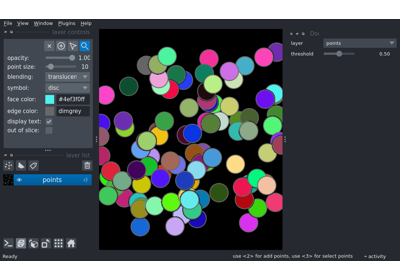 File View Window Plugins Help
layer controls
opacity: 1.00
point size: 10
blending: translucen
symbol: disc
face color: #4ef3f0ff
edge color: dimgrey
display text:
out of slice:
layer list
points
layer points
threshold 0.50
Ready
use <2> for add points, use <3> for select points
activity